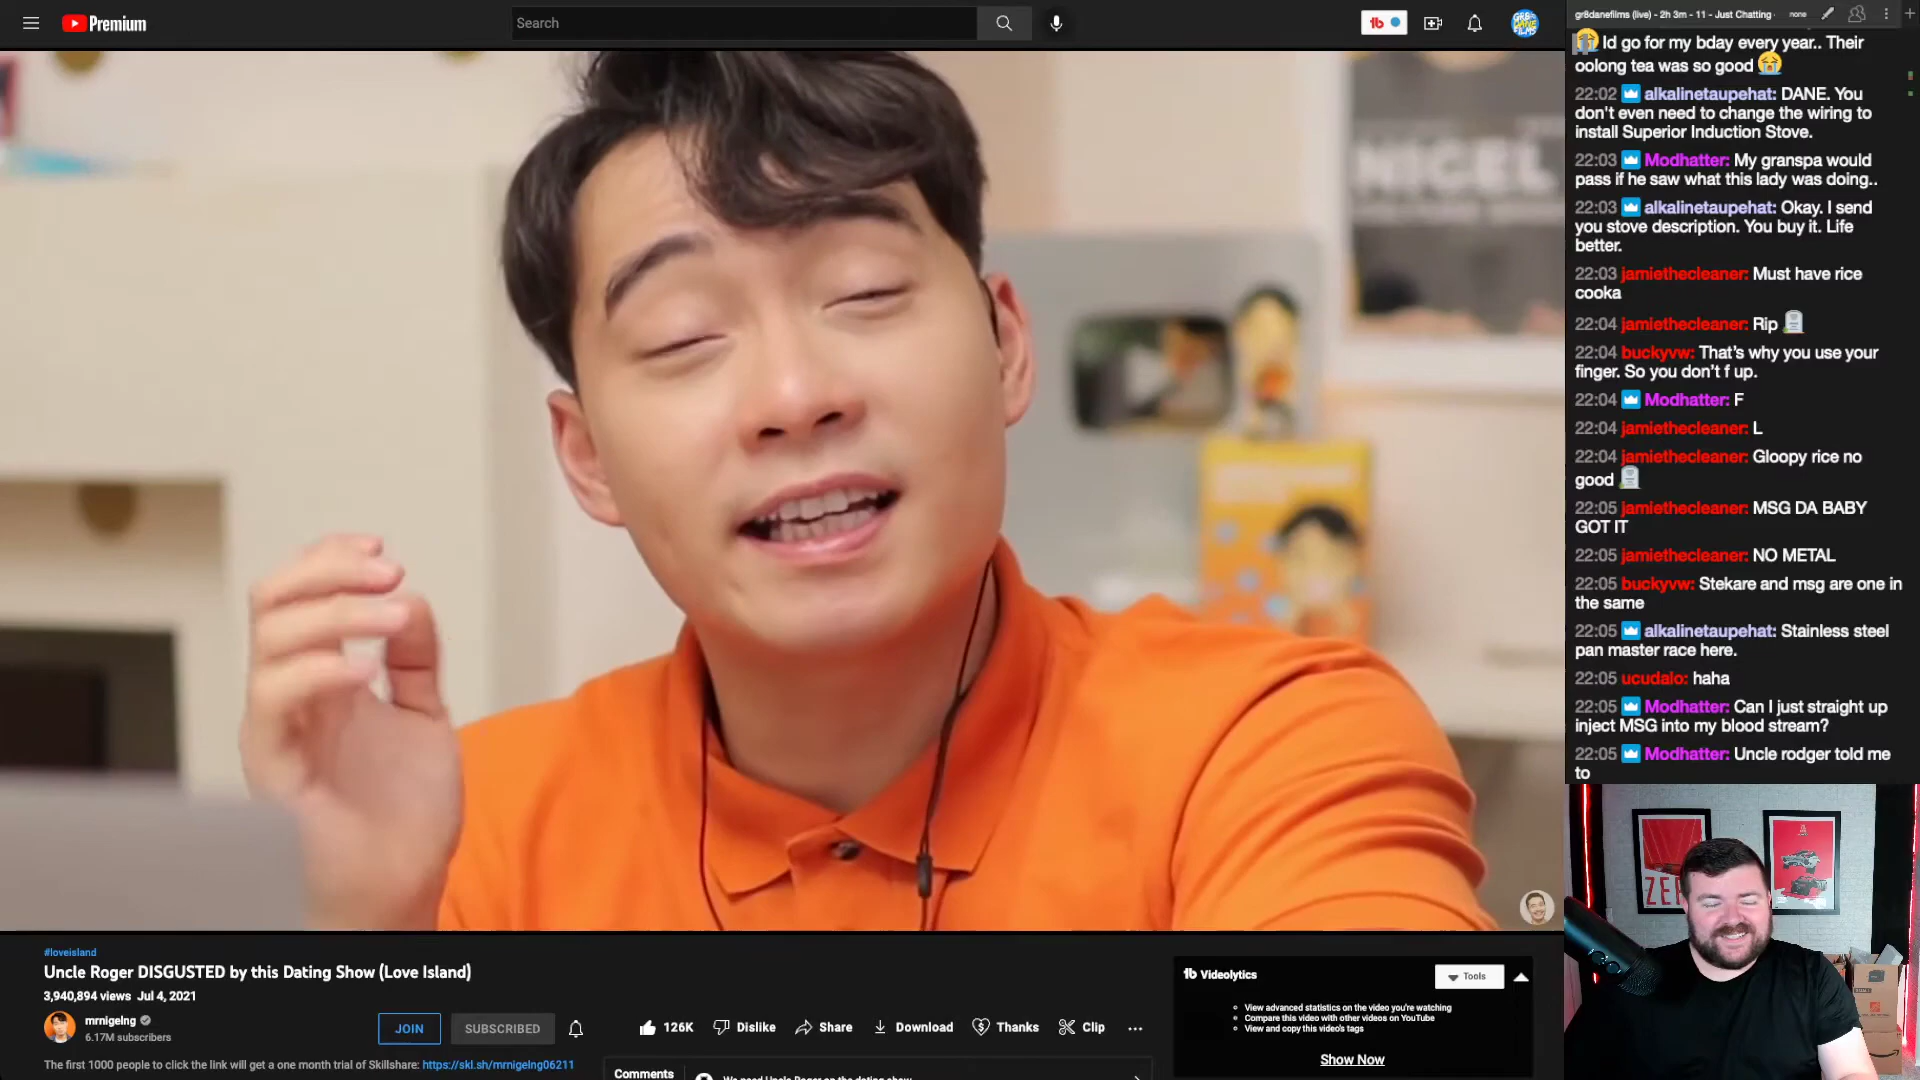 Premium
Search
NIGEL
#loveisland
Uncle Roger DISGUSTED by this Dating Show (Love Island)
3,940,894 views Jul 4, 2021
mrnigelng
6.17M subscribers
JOIN
SUBSCRIBED
126K
Dislike
Share
Download
Thanks
Clip
The first 1000 people to click the link will get a one month trial of Skillshare: https://skl.sh/mrnigelng06211
Comments
We need Uncle Roger on the dating show
Videolytics
Tools
View advanced statistics on the video you're watching
Compare this video with other videos on YouTube
View and copy this video's tags
Show Now
gr8danefilms (live) - 2h 3m - 11 - Just Chatting
none
Id go for my bday every year.. Their
oolong tea was so good
22:02 alkalinetaupehat: DANE. You
don't even need to change the wiring to
install Superior Induction Stove.
22:03 Modhatter: My granspa would
pass if he saw what this lady was doing..
22:03 alkalinetaupehat: Okay. I send
you stove description. You buy it. Life
better.
22:03 jamiethecleaner: Must have rice
cooka
22:04 jamiethecleaner: Rip
22:04 buckyvw: That's why you use your
finger. So you don't f up.
22:04 Modhatter: F
22:04 jamiethecleaner: L
22:04 jamiethecleaner: Gloopy rice no
good
22:05 jamiethecleaner: MSG DA BABY
GOT IT
22:05 jamiethecleaner: NO METAL
22:05 buckyvw: Stekare and msg are one in
the same
22:05 alkalinetaupehat: Stainless steel
pan master race here.
22:05 ucudalo: haha
22:05 Modhatter: Can I just straight up
inject MSG into my blood stream?
22:05 Modhatter: Uncle rodger told me
to